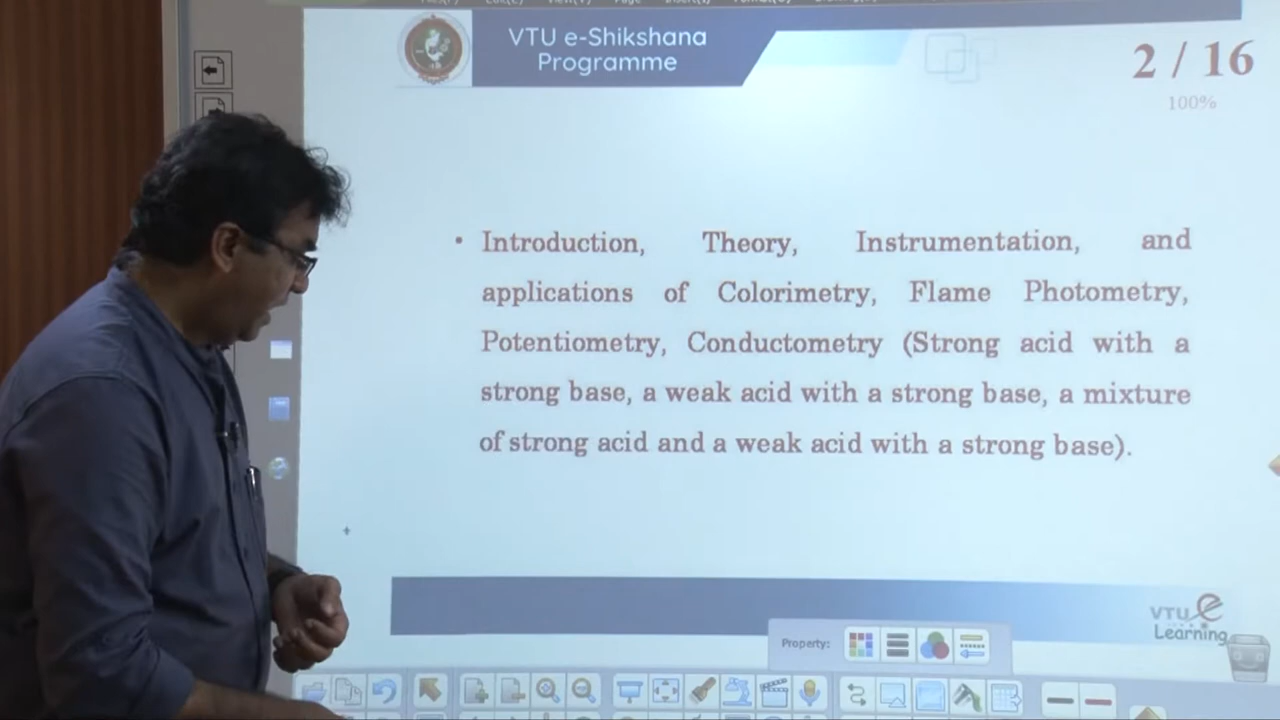 VTU e-Shikshana
Programme
2 / 16
100%
• Introduction, Theory, Instrumentation, and
applications of Colorimetry, Flame Photometry,
Potentiometry, Conductometry (Strong acid with a
strong base, a weak acid with a strong base, a mixture
of strong acid and a weak acid with a strong base).
VTU e
Learning
Property: